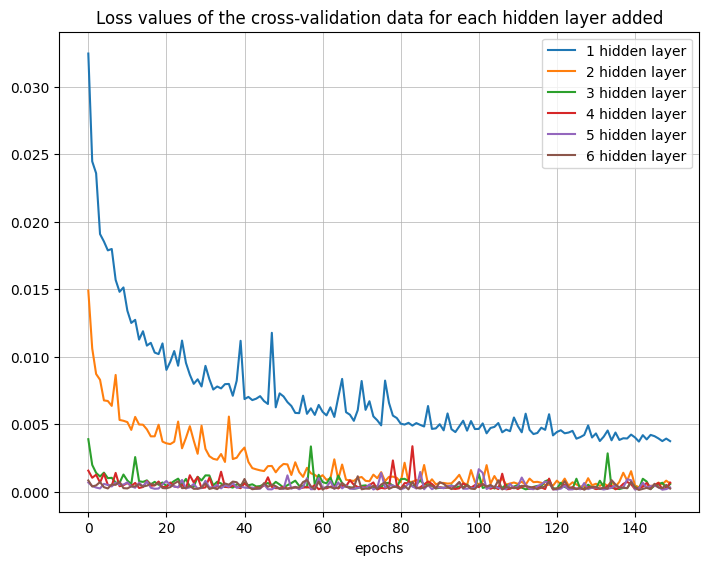 Loss values of the cross-validation data for each hidden layer added
0.030
0.025
0.020
0.015
0.010
0.005
0.000
1 hidden layer
2 hidden layer
3 hidden layer
4 hidden layer
5 hidden layer
6 hidden layer
0 20 40 60 80 100 120 140
epochs